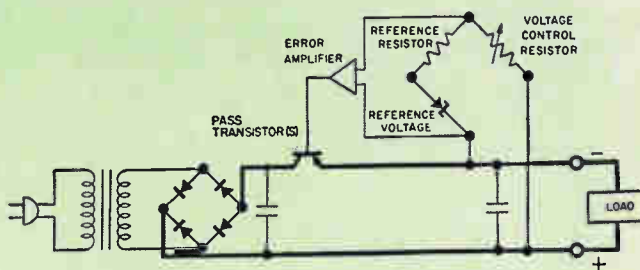 VOLTAGE
CONTROL
RESISTOR
REFERENCE
RESISTOR
ERROR
AMPLIFIER
REFERENCE
VOLTAGE
PASS
TRANSISTOR(S)
−
LOAD
+